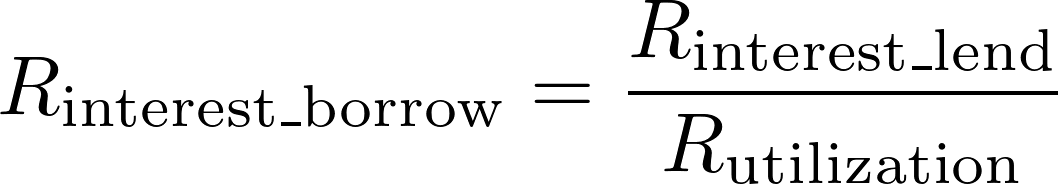 R_interest_borrow = R_interest_lend / R_utilization